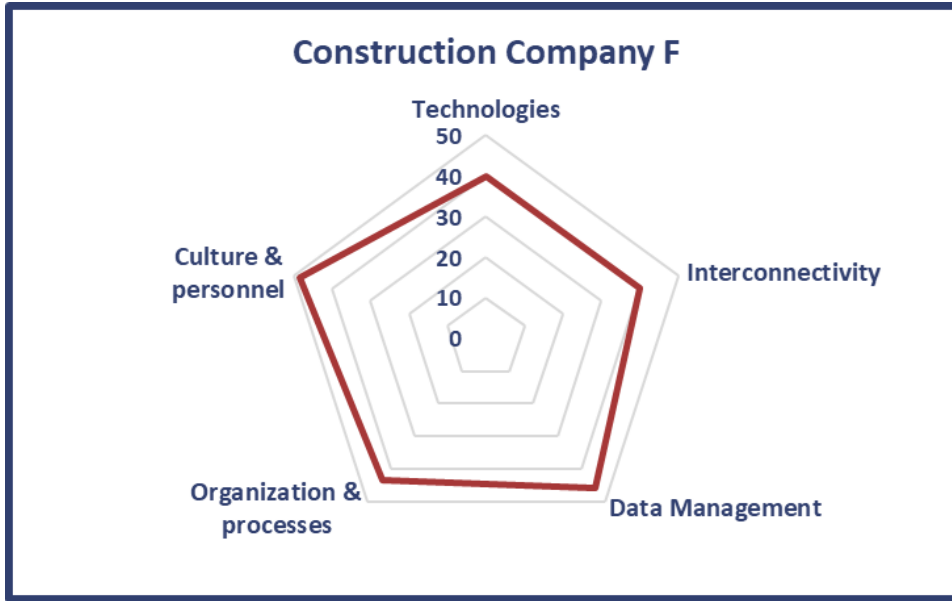 Construction Company F
Technologies
50
40
30
20
10
0
Interconnectivity
Data Management
Organization &
processes
Culture &
personnel